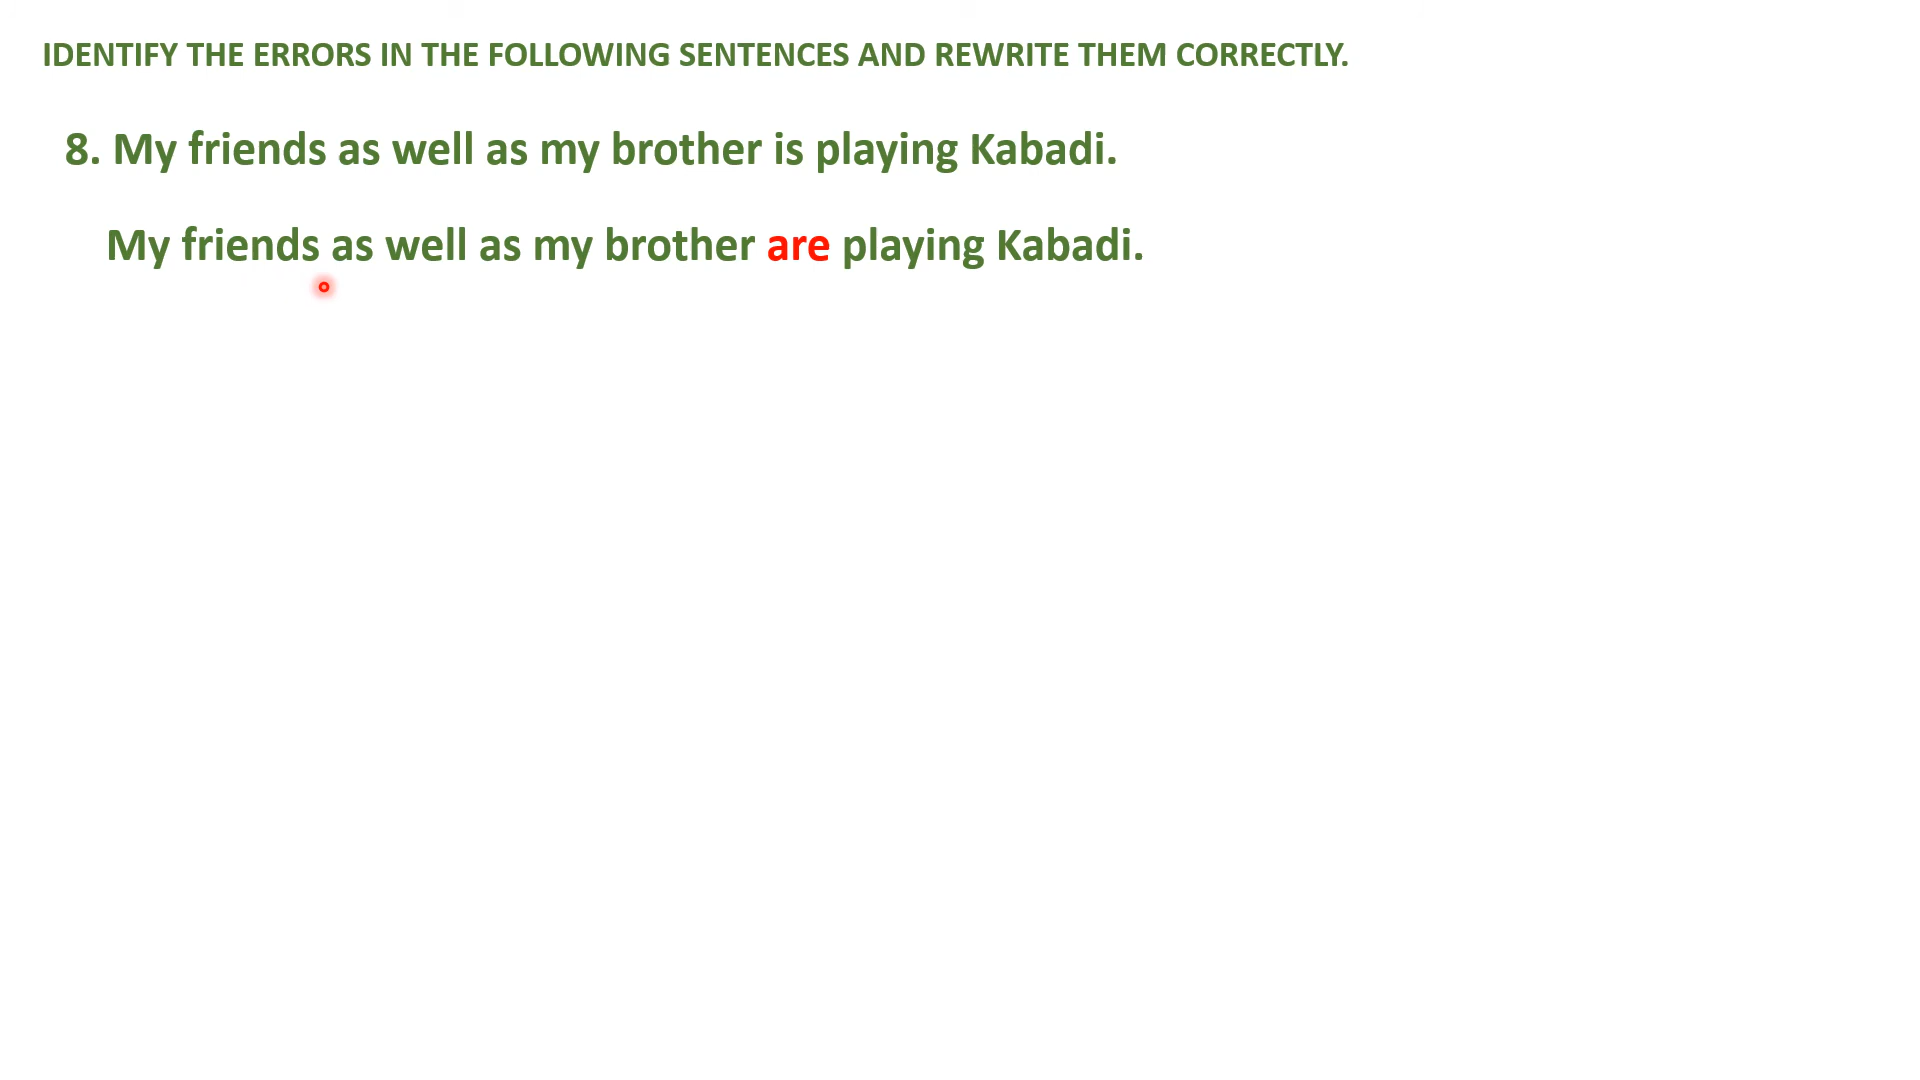 IDENTIFY THE ERRORS IN THE FOLLOWING SENTENCES AND REWRITE THEM CORRECTLY.
8. My friends as well as my brother is playing Kabadi.
My friends as well as my brother are playing Kabadi.